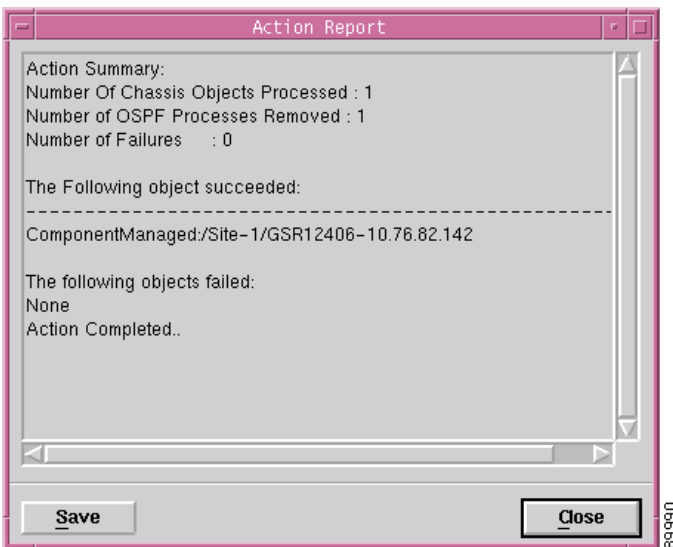 Action Report
Action Summary:
Number Of Chassis Objects Processed : 1
Number of OSPF Processes Removed : 1
Number of Failures : 0
The Following object succeeded:
------------------------------------------------------------
ComponentManaged:/Site-1/GSR12406-10.76.82.142
The following objects failed:
None
Action Completed..
Save
Close
89990